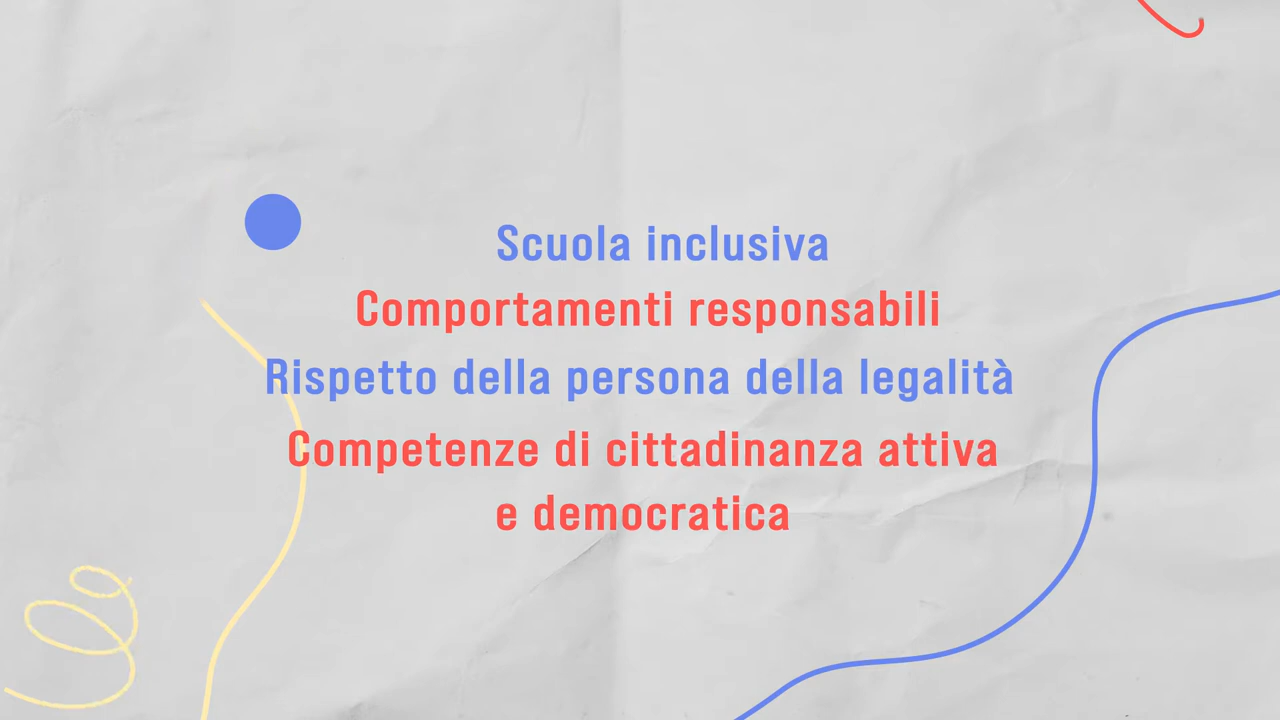 Scuola inclusiva
Comportamenti responsabili
Rispetto della persona della legalità
Competenze di cittadinanza attiva
e democratica